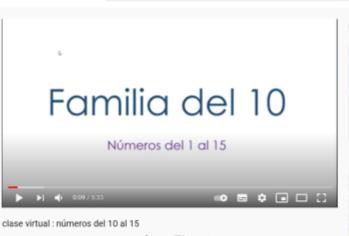 Familia del 10
Números del 1 al 15
0:09 / 5:33
clase virtual : números del 10 al 15